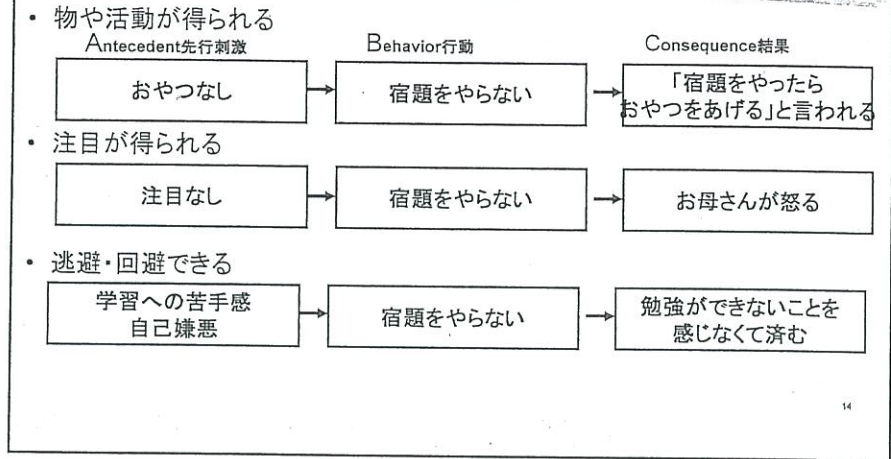 ・ 物や活動が得られる
Antecedent先行刺激 Behavior行動 Consequence結果
おやつなし → 宿題をやらない → 「宿題をやったら
おやつをあげる」と言われる
・ 注目が得られる
注目なし → 宿題をやらない → お母さんが怒る
・ 逃避・回避できる
学習への苦手感
自己嫌悪 → 宿題をやらない → 勉強ができないことを
感じなくて済む
14